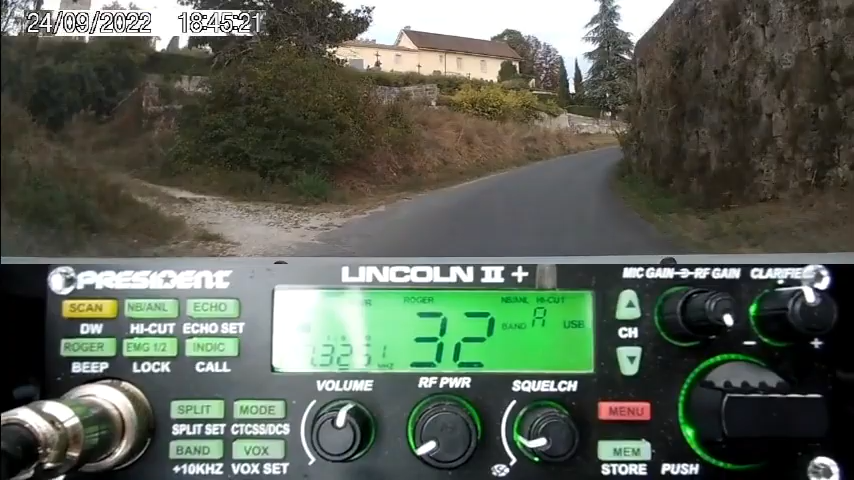 24/09/2022 18:45:21
PRESIDENT LINCOLN II + MIC GAIN RF GAIN CLARIFIER
SCAN NB/ANL ECHO
DW HI-CUT ECHO SET
ROGER EMG 1/2 INDIC
BEEP LOCK CALL
ROGER NB/ANL HI-CUT
32 BAND A USB
MHZ
CH
VOLUME RF PWR SQUELCH
SPLIT MODE
SPLIT SET CTCSS/DCS
BAND VOX
+10KHZ VOX SET
MENU
MEM
STORE PUSH
- +